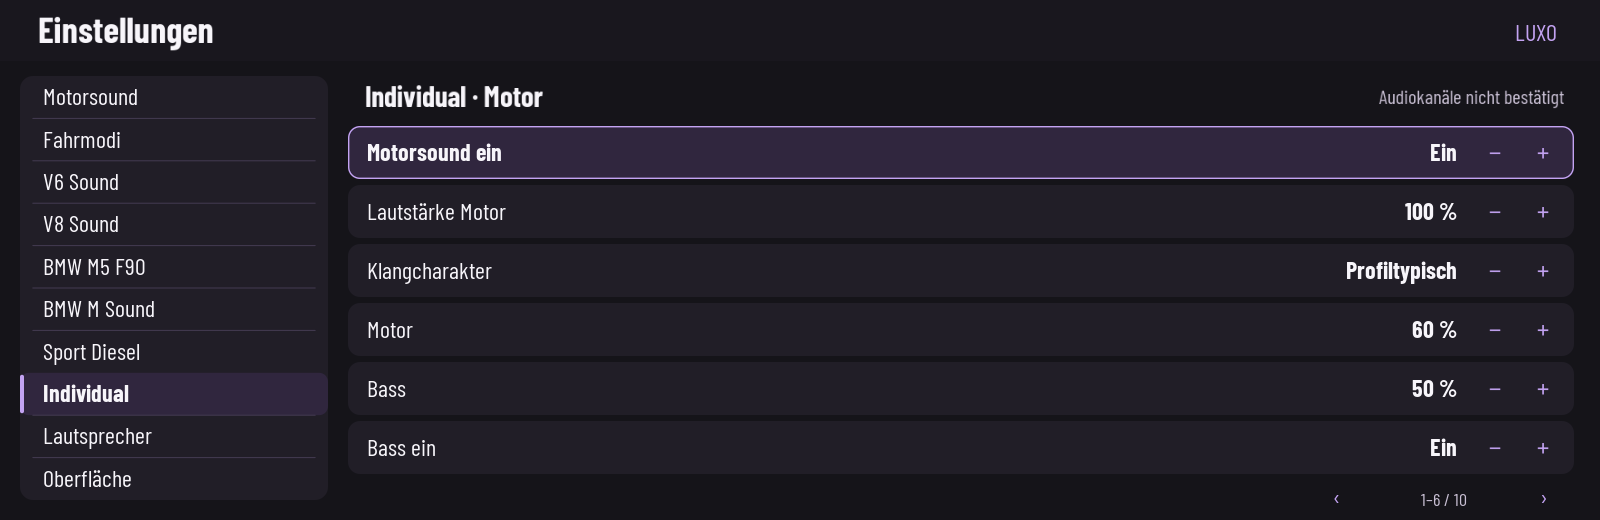 Einstellungen
LUXO
Motorsound
Fahrmodi
V6 Sound
V8 Sound
BMW M5 F90
BMW M Sound
Sport Diesel
Individual
Lautsprecher
Oberfläche
Individual · Motor
Audiokanäle nicht bestätigt
Motorsound ein Ein − +
Lautstärke Motor 100 % − +
Klangcharakter Profiltypisch − +
Motor 60 % − +
Bass 50 % − +
Bass ein Ein − +
‹ 1–6 / 10 ›